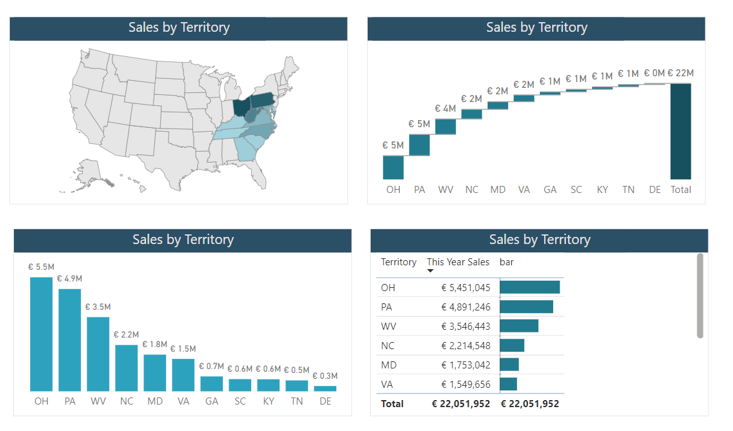 Sales by Territory
Sales by Territory
€ 5M € 5M € 4M € 2M € 2M € 2M € 1M € 1M € 1M € 1M € 0M € 22M
OH PA WV NC MD VA GA SC KY TN DE Total
Sales by Territory
€ 5.5M € 4.9M € 3.5M € 2.2M € 1.8M € 1.5M € 0.7M € 0.6M € 0.6M € 0.5M € 0.3M
OH PA WV NC MD VA GA SC KY TN DE
Sales by Territory
Territory This Year Sales bar
OH € 5,451,045
PA € 4,891,246
WV € 3,546,443
NC € 2,214,548
MD € 1,753,042
VA € 1,549,656
Total € 22,051,952 € 22,051,952